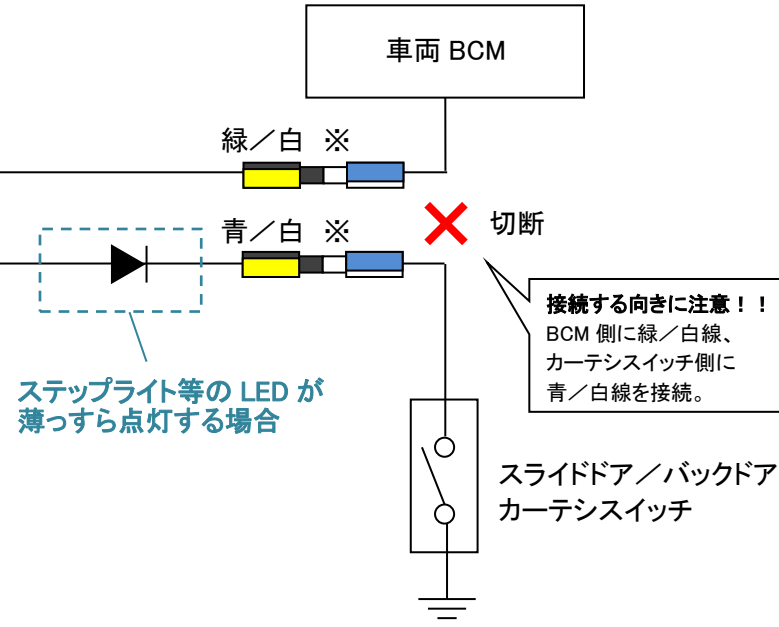 車両 BCM
緑／白 ※
青／白 ※
切断
接続する向きに注意！！
BCM 側に緑／白線、
カーテシスイッチ側に
青／白線を接続。
ステップライト等の LED が
薄っすら点灯する場合
スライドドア／バックドア
カーテシスイッチ